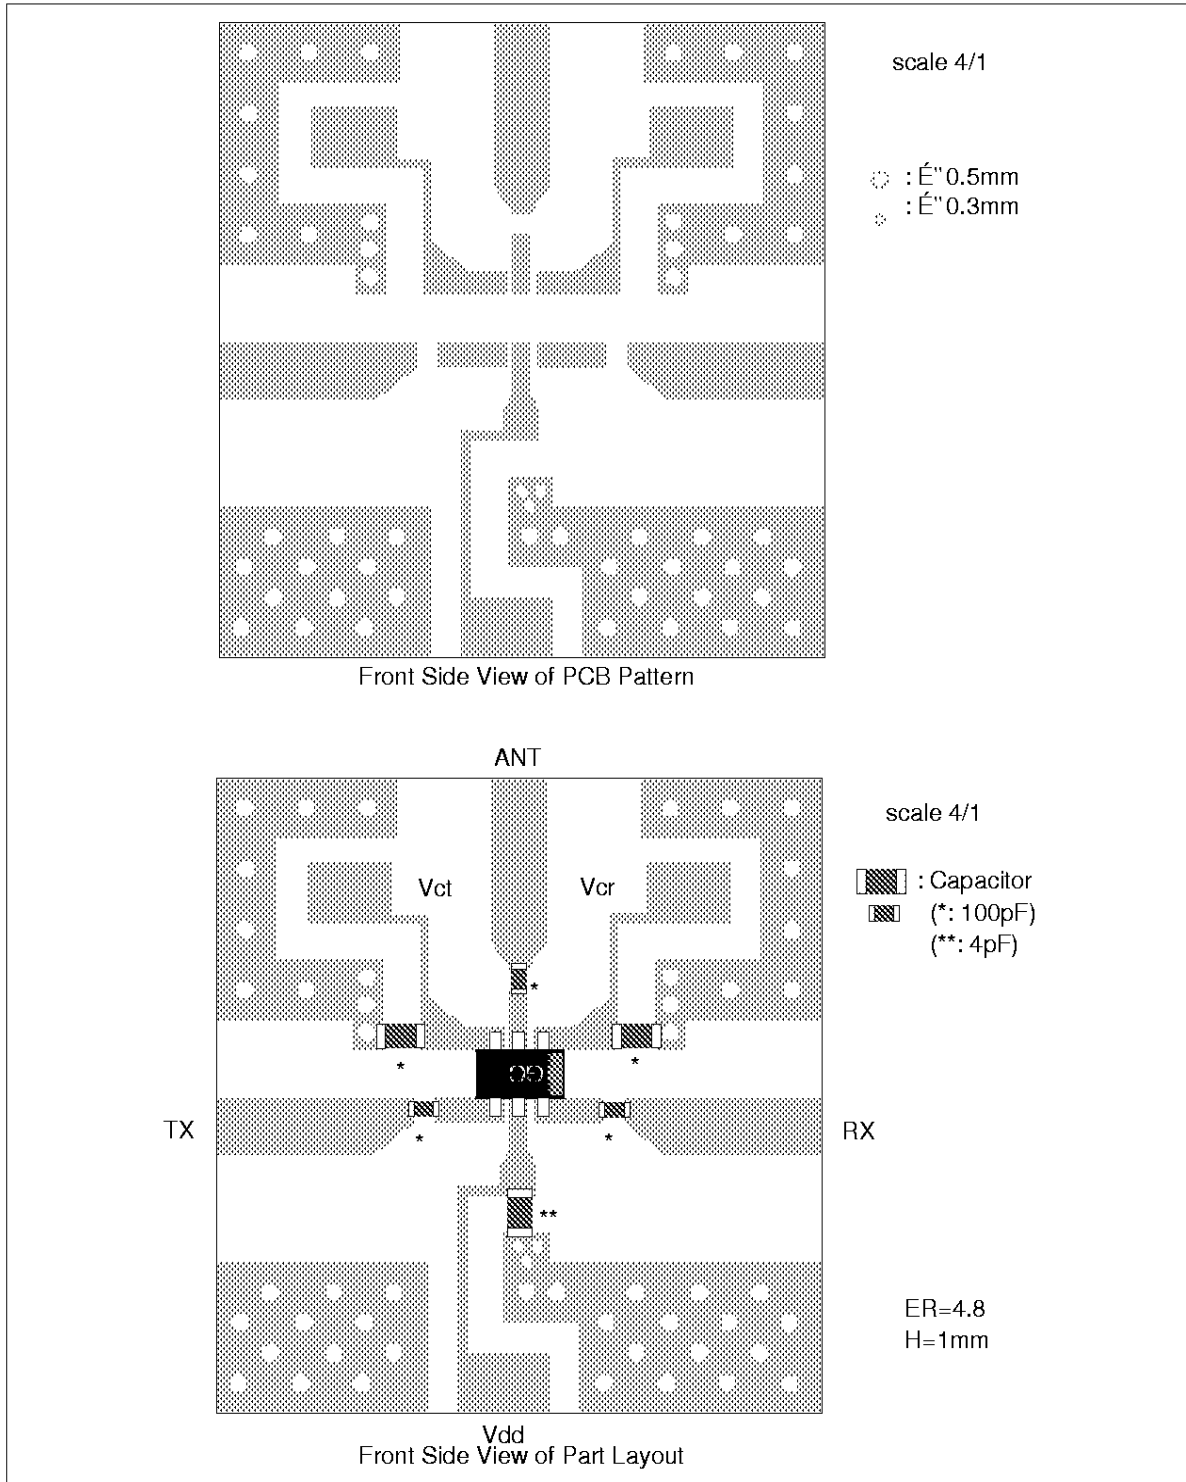 scale 4/1
: É" 0.5mm
: É" 0.3mm
Front Side View of PCB Pattern
ANT
scale 4/1
Vct
Vcr
: Capacitor
(*: 100pF)
(**: 4pF)
*
*
*
GC
TX
RX
*
*
**
ER=4.8
H=1mm
Vdd
Front Side View of Part Layout